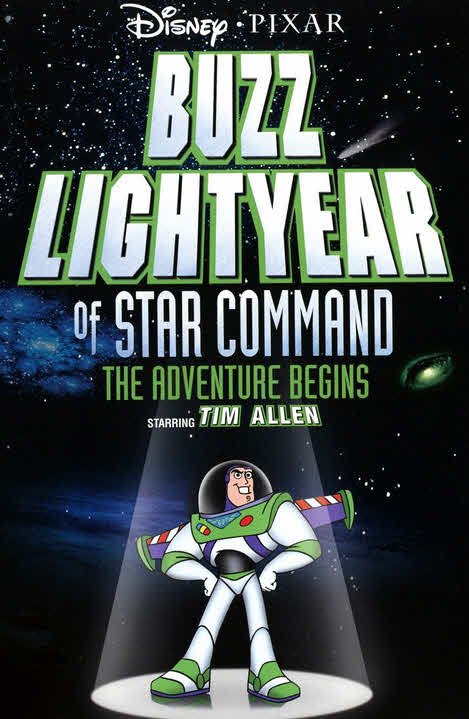 Disney · PIXAR
BUZZ
LIGHTYEAR
of STAR COMMAND
THE ADVENTURE BEGINS
STARRING TIM ALLEN